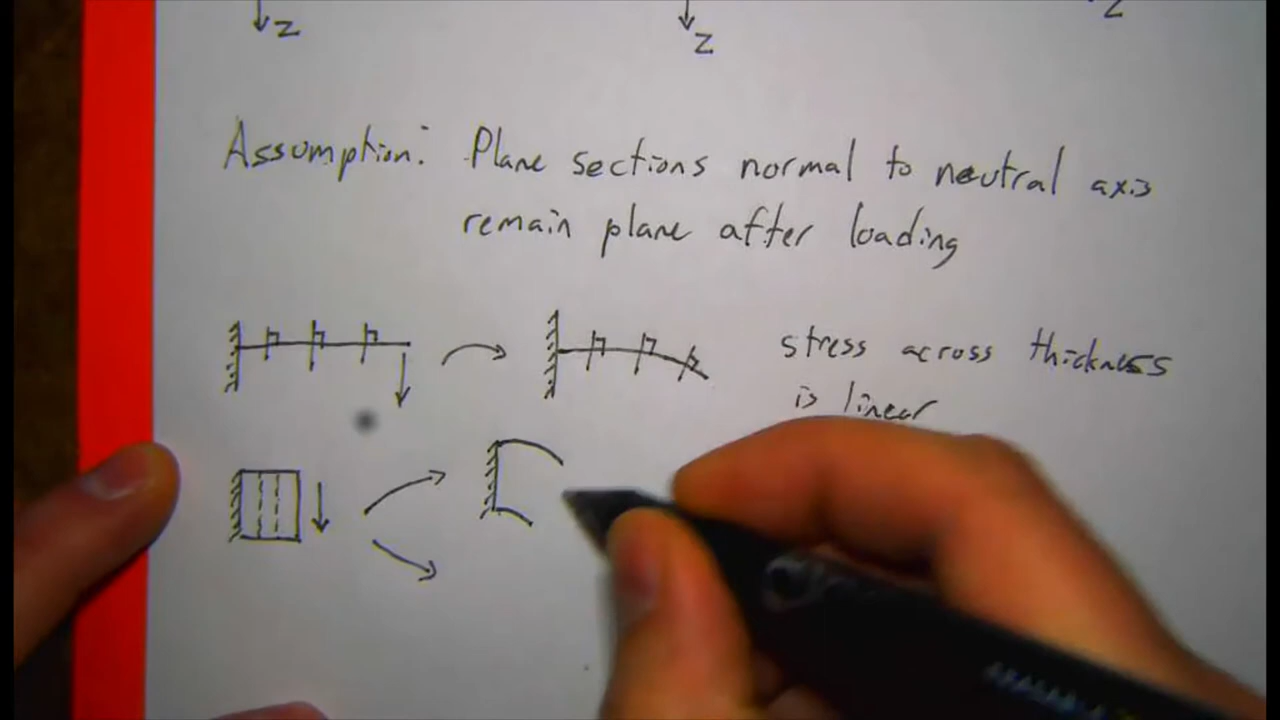 z
z
z
Assumption: Plane sections normal to neutral axis
remain plane after loading
stress across thickness
is linear